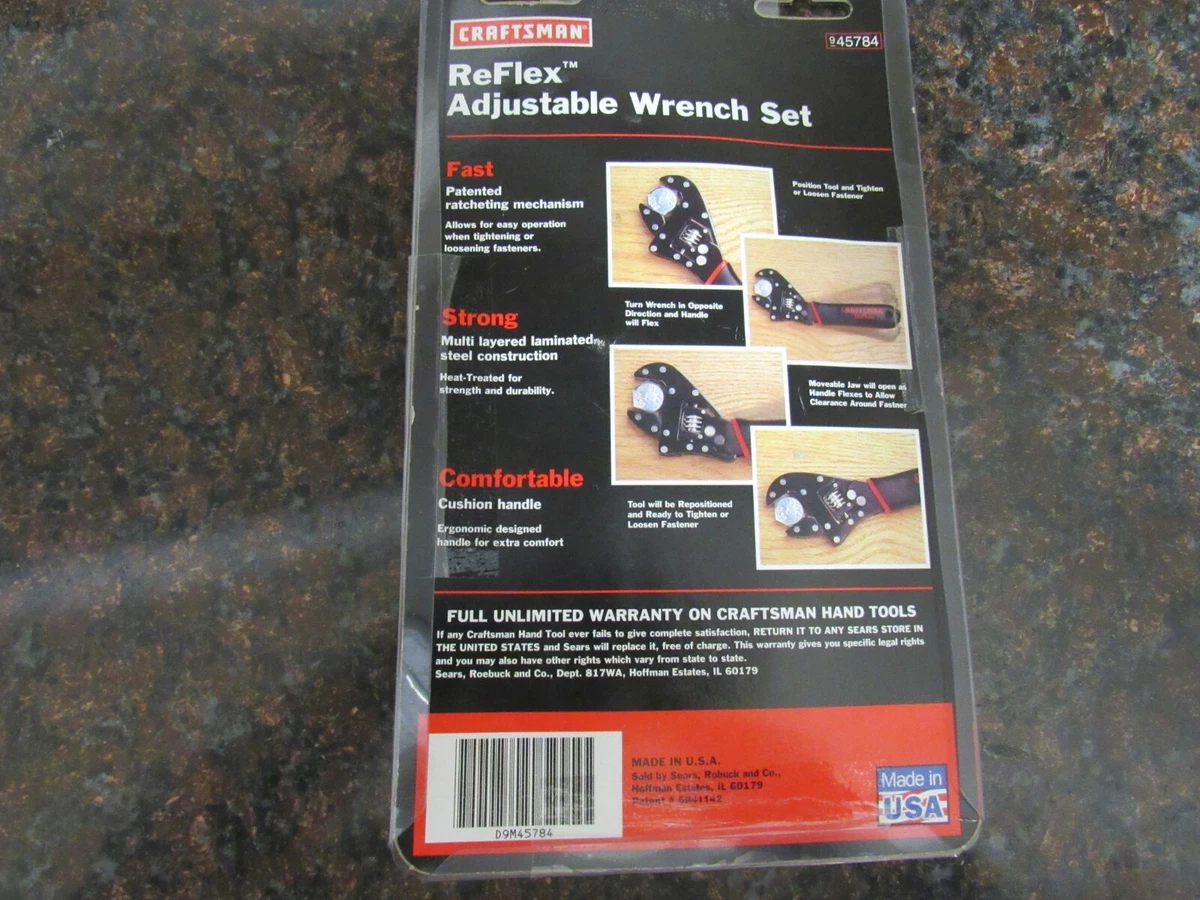 CRAFTSMAN
945784
ReFlex™
Adjustable Wrench Set
Fast
Patented
ratcheting mechanism
Allows for easy operation
when tightening or
loosening fasteners.
Position Tool and Tighten
or Loosen Fastener
Turn Wrench in Opposite
Direction and Handle
will Flex
CRAFTSMAN
Strong
Multi layered laminated
steel construction
Heat-Treated for
strength and durability.
Moveable Jaw will open as
Handle Flexes to Allow
Clearance Around Fastner
Comfortable
Cushion handle
Ergonomic designed
handle for extra comfort
Tool will be Repositioned
and Ready to Tighten or
Loosen Fastener
FULL UNLIMITED WARRANTY ON CRAFTSMAN HAND TOOLS
If any Craftsman Hand Tool ever fails to give complete satisfaction, RETURN IT TO ANY SEARS STORE IN
THE UNITED STATES and Sears will replace it, free of charge. This warranty gives you specific legal rights
and you may also have other rights which vary from state to state.
Sears, Roebuck and Co., Dept. 817WA, Hoffman Estates, IL 60179
D9M45784
MADE IN U.S.A.
Sold by Sears, Robuck and Co.,
Hoffman Estates, IL 60179
Patent #
Made in
USA